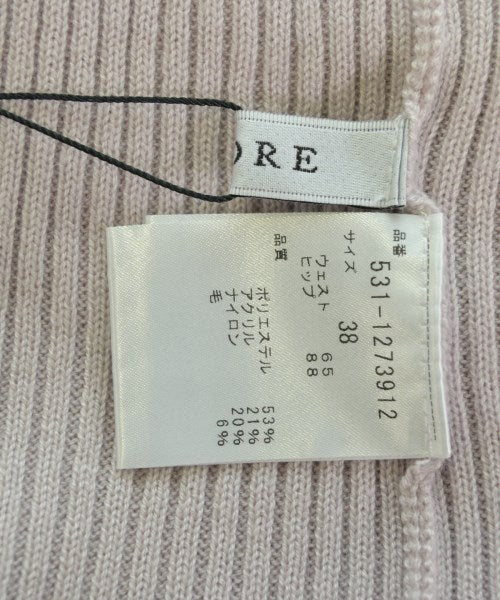 ORE
品番 531-1273912
サイズ 38
ウェスト 65
ヒップ 88
品質
ポリエステル 53%
アクリル 21%
ナイロン 20%
毛 6%